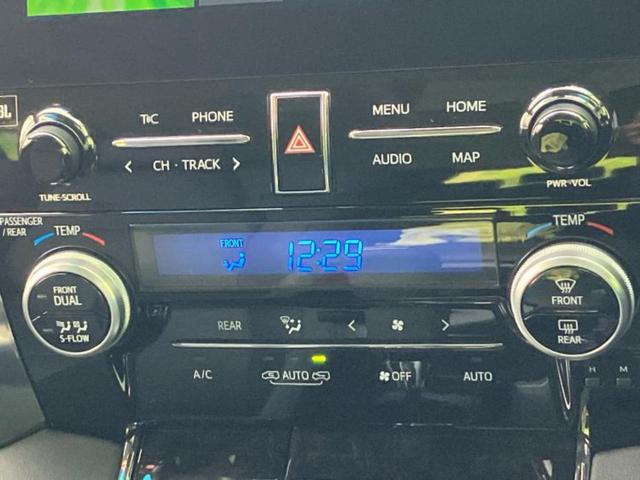 JBL
T:C PHONE
CH · TRACK
TUNE·SCROLL
MENU HOME
AUDIO MAP
PWR·VOL
PASSENGER
/ REAR
TEMP
TEMP
FRONT
DUAL
S-FLOW
FRONT
12:29
FRONT
REAR
REAR
A/C AUTO OFF AUTO
H M